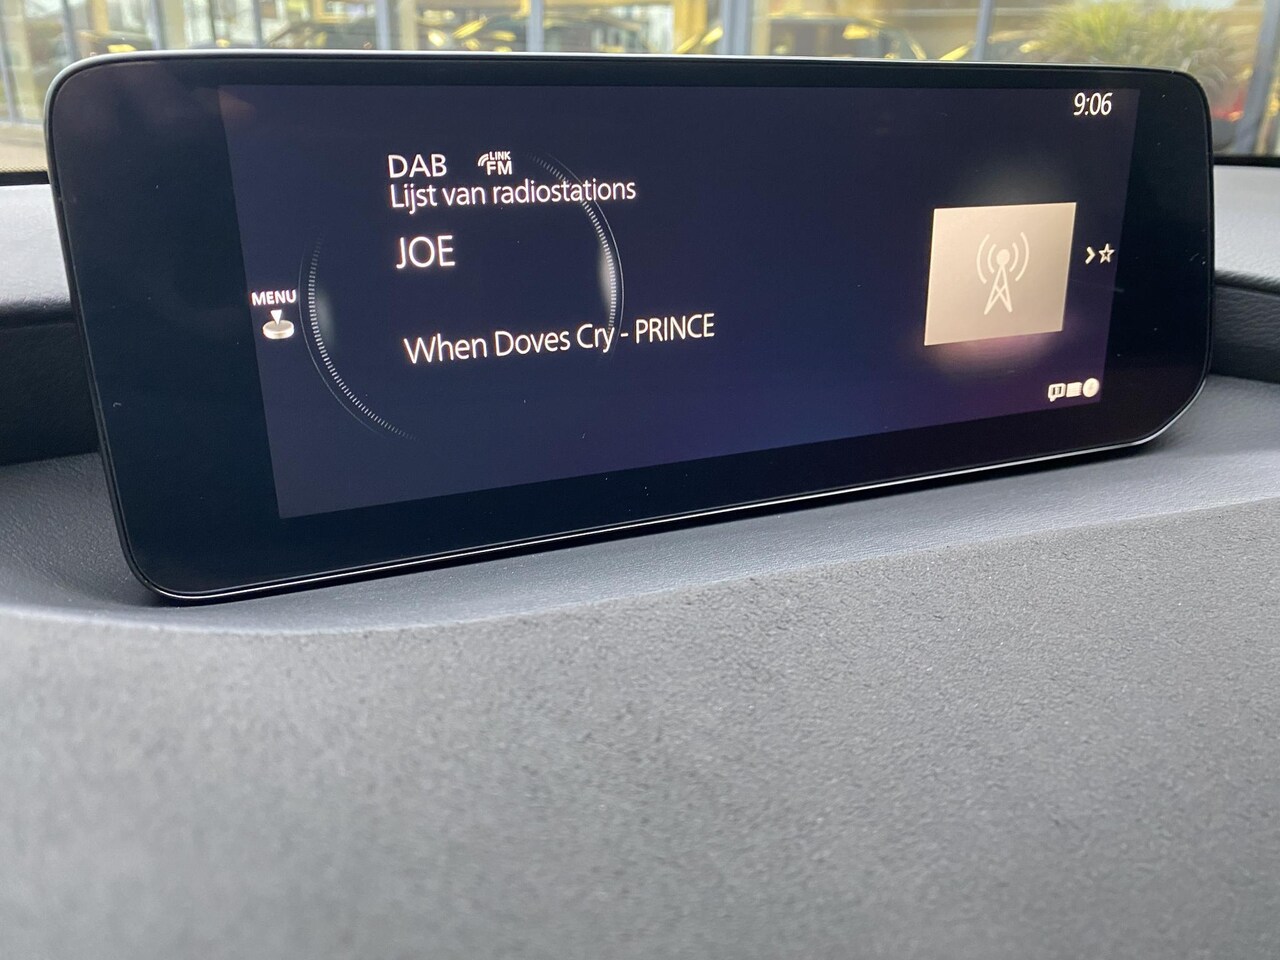 9:06
DAB LINK FM
Lijst van radiostations
JOE
MENU
When Doves Cry - PRINCE